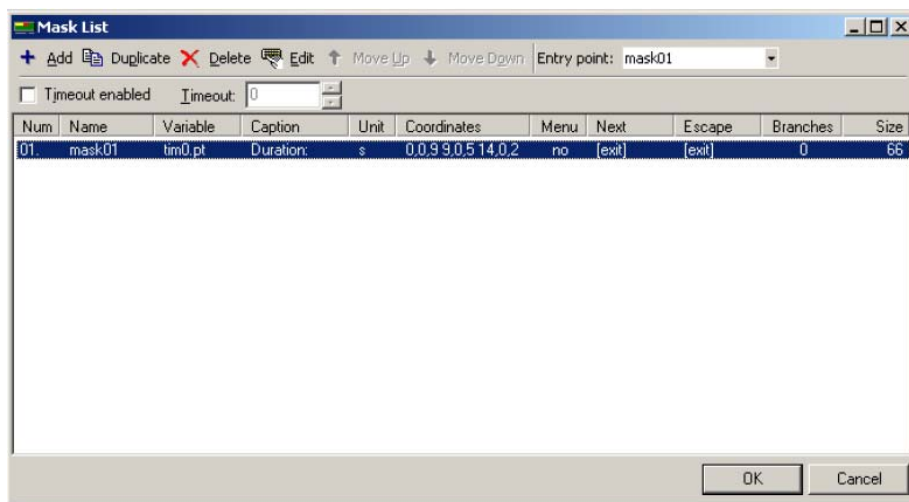 Mask List
Add Duplicate Delete Edit Move Up Move Down Entry point: mask01
Timeout enabled Timeout: 0
Num Name Variable Caption Unit Coordinates Menu Next Escape Branches Size
01. mask01 tim0.pt Duration: s 0,0,9 9,0,5 14,0,2 no [exit] [exit] 0 66
OK Cancel